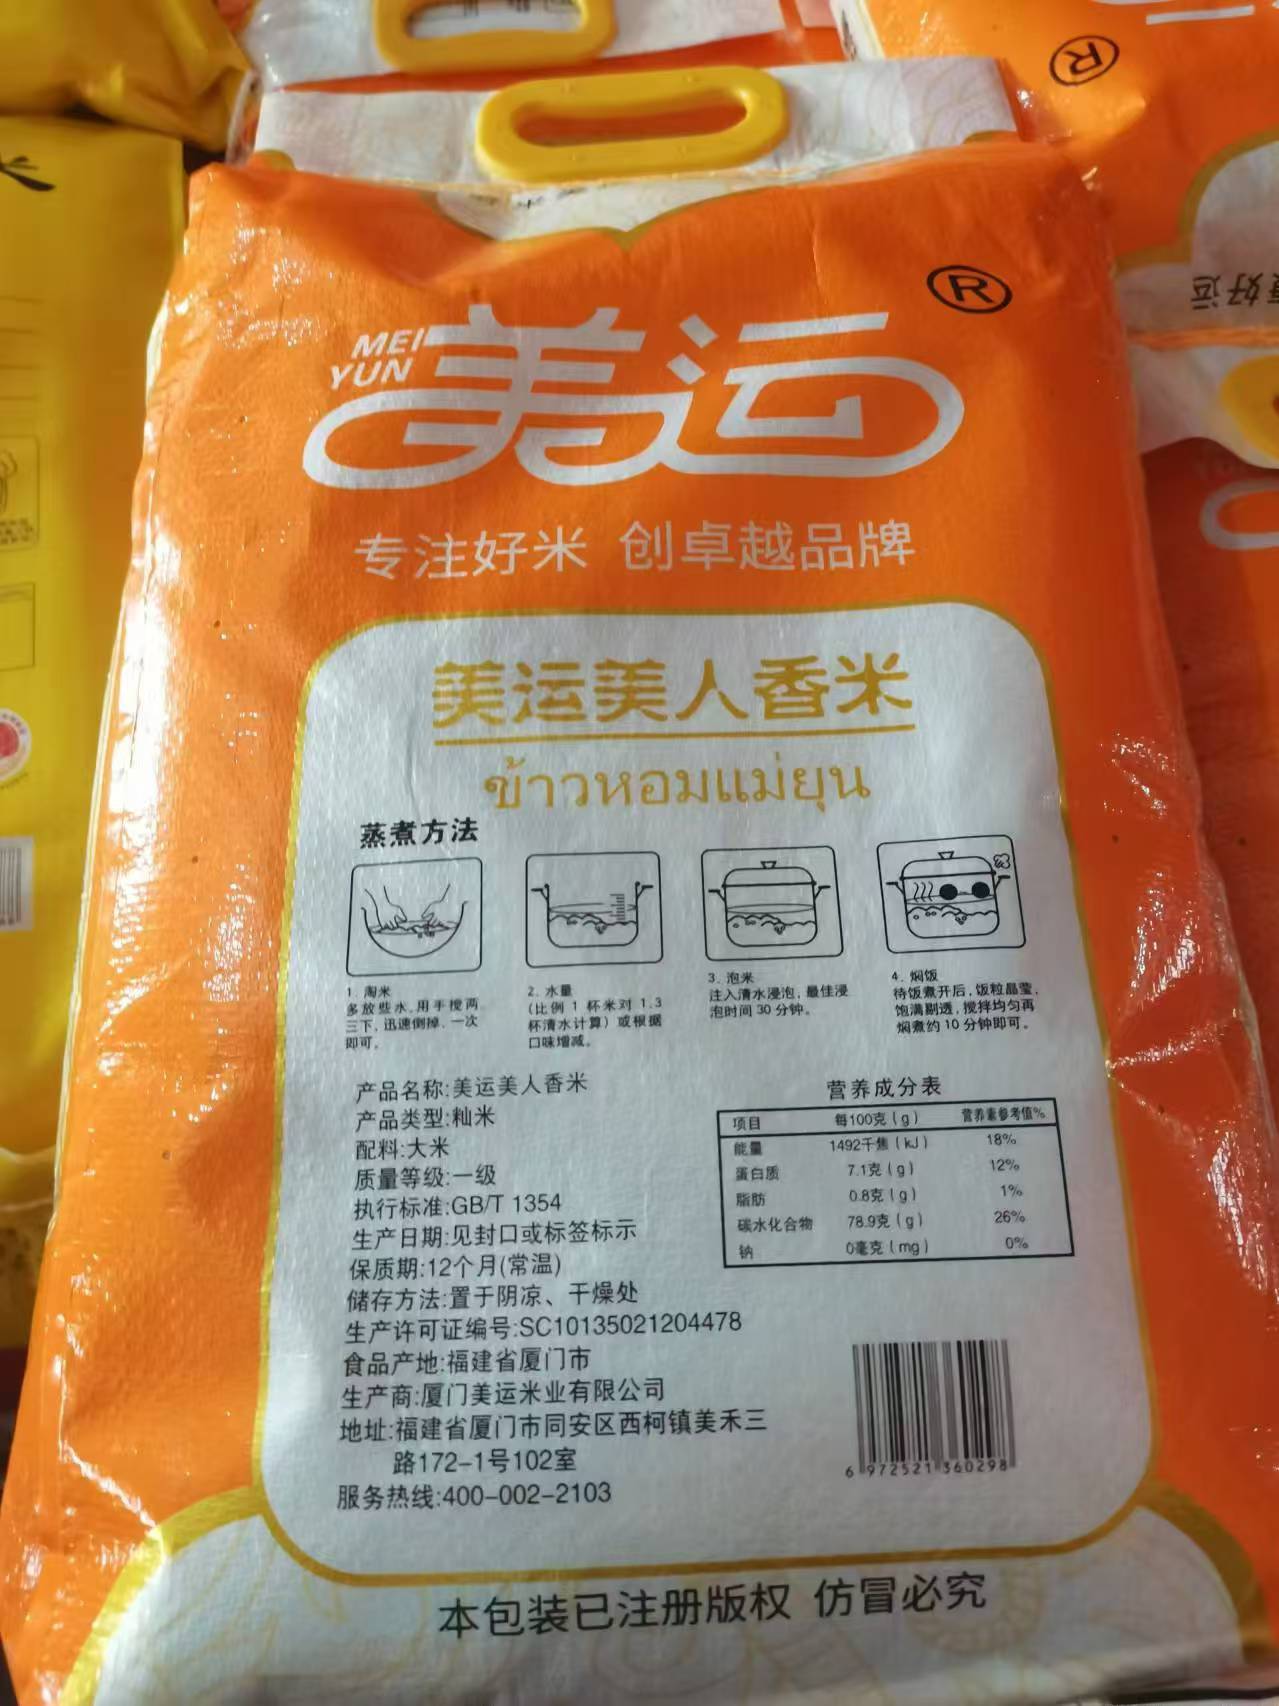 ®
MEI
YUN
美运
®
专注好米 创卓越品牌
美运美人香米
ข้าวหอมแม่ยุน
蒸煮方法
1. 淘米
多放些水,用手搅两
三下,迅速倒掉,一次
即可。
2. 水量
(比例 1 杯米对 1.3
杯清水计算)或根据
口味增减。
3. 泡米
注入清水浸泡,最佳浸
泡时间 30 分钟。
4. 焖饭
待饭煮开后,饭粒晶莹,
饱满剔透,搅拌均匀再
焖煮约 10 分钟即可。
产品名称:美运美人香米
产品类型:籼米
配料:大米
质量等级:一级
执行标准:GB/T 1354
生产日期:见封口或标签标示
保质期:12个月(常温)
储存方法:置于阴凉、干燥处
生产许可证编号:SC10135021204478
食品产地:福建省厦门市
生产商:厦门美运米业有限公司
地址:福建省厦门市同安区西柯镇美禾三
路172-1号102室
服务热线:400-002-2103
营养成分表
项目 每100克(g) 营养素参考值%
能量 1492千焦(kJ) 18%
蛋白质 7.1克(g) 12%
脂肪 0.8克(g) 1%
碳水化合物 78.9克(g) 26%
钠 0毫克(mg) 0%
6 972521 360298
本包装已注册版权 仿冒必究
好运